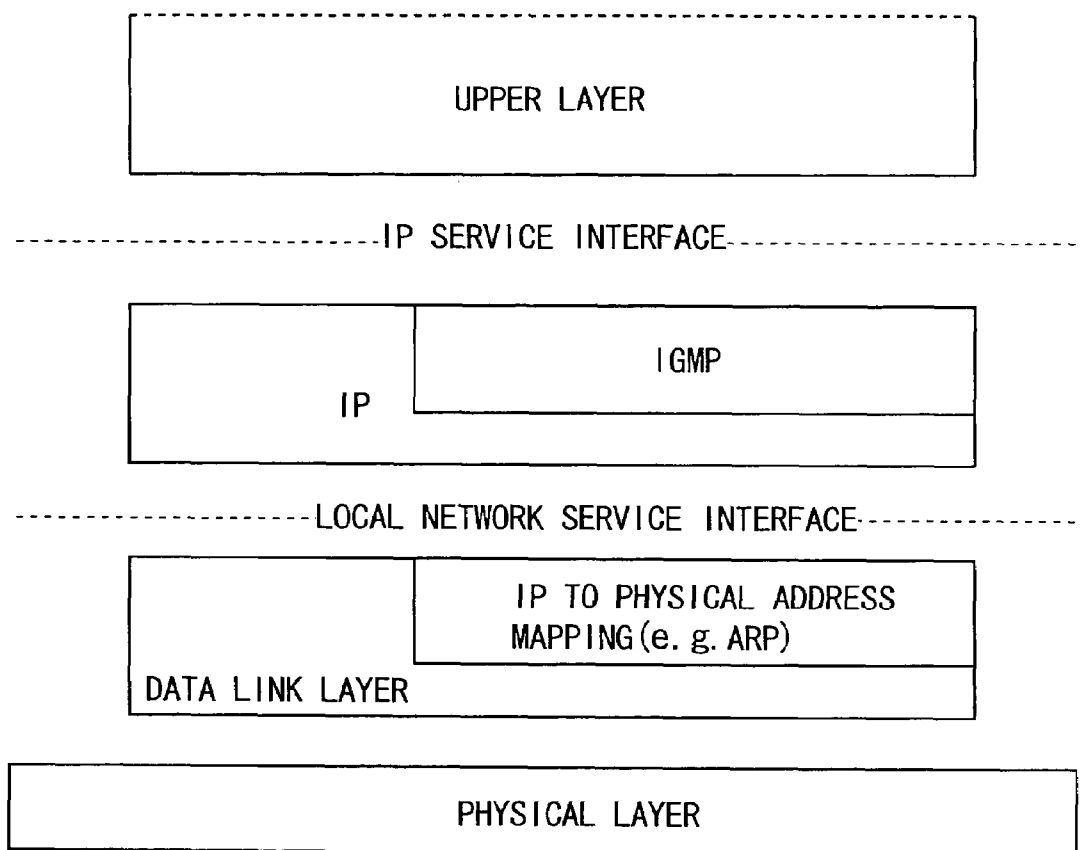 UPPER LAYER
IP SERVICE INTERFACE
IGMP
IP
LOCAL NETWORK SERVICE INTERFACE
IP TO PHYSICAL ADDRESS
MAPPING(e.g. ARP)
DATA LINK LAYER
PHYSICAL LAYER